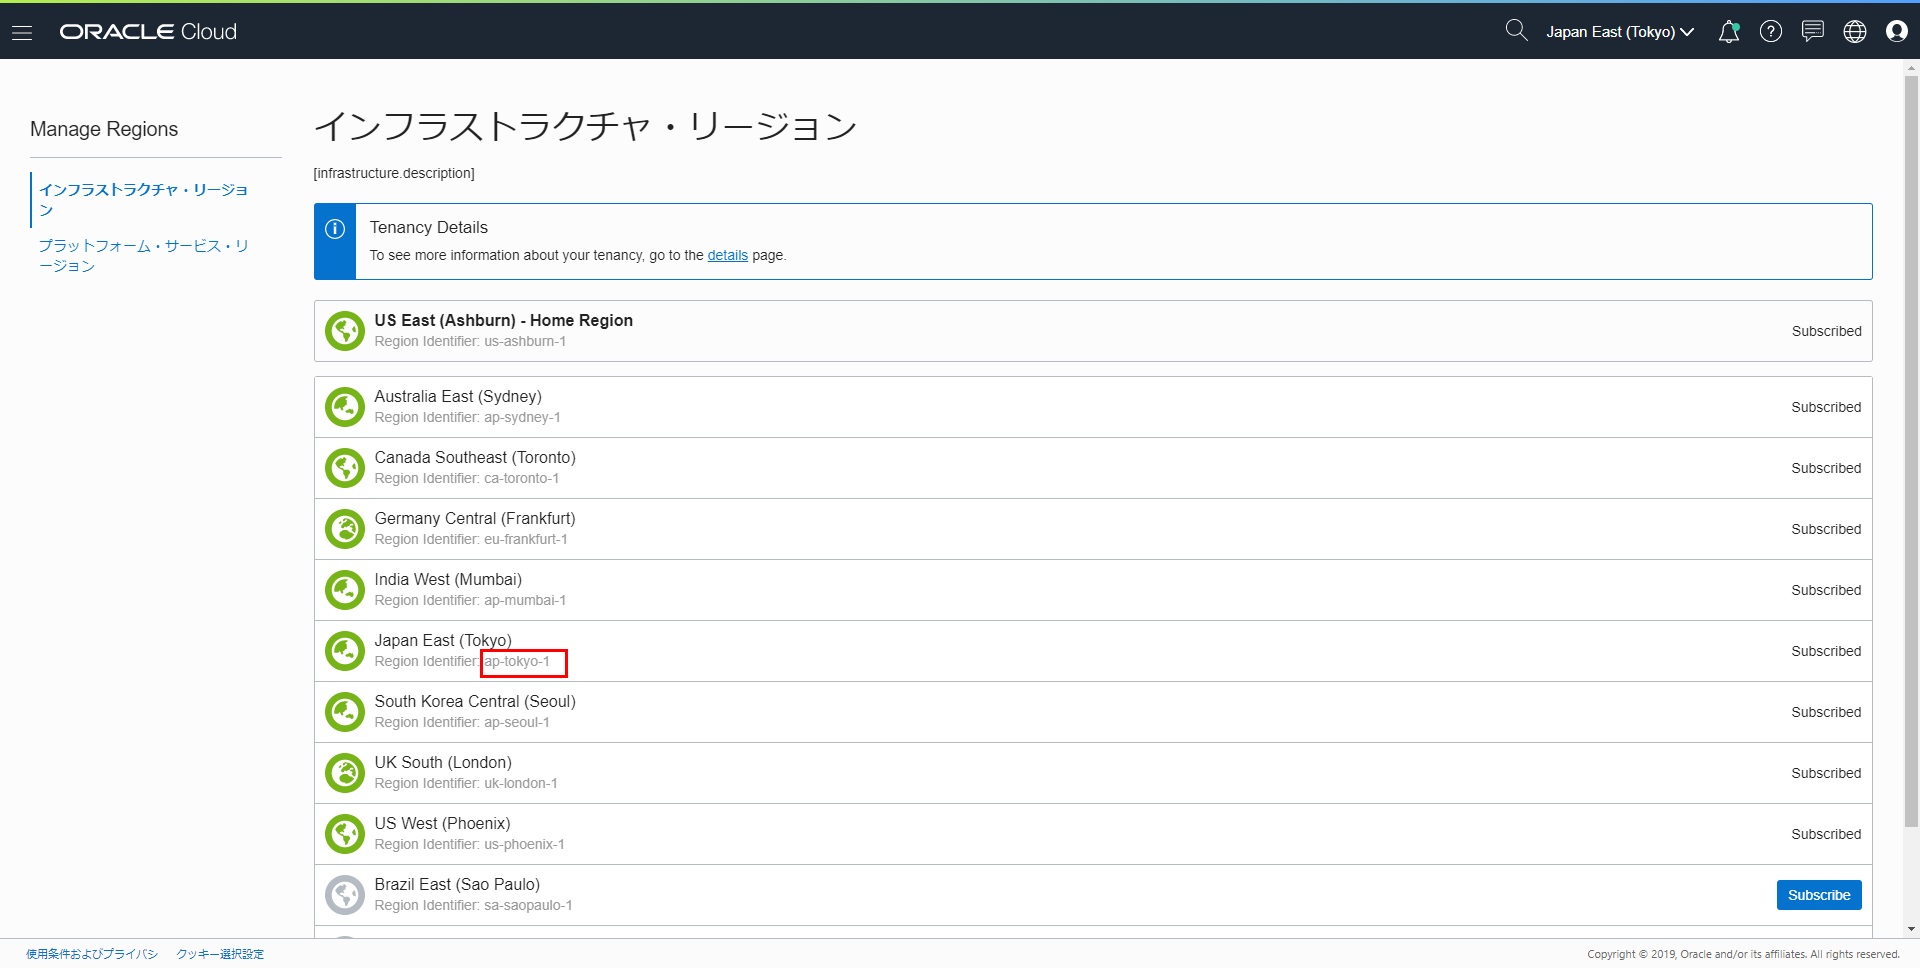 ORACLE Cloud
Japan East (Tokyo)
Manage Regions
インフラストラクチャ・リージョ
ン
プラットフォーム・サービス・リ
ージョン
インフラストラクチャ・リージョン
[infrastructure.description]
Tenancy Details
To see more information about your tenancy, go to the details page.
US East (Ashburn) - Home Region
Region Identifier: us-ashburn-1
Subscribed
Australia East (Sydney)
Region Identifier: ap-sydney-1
Subscribed
Canada Southeast (Toronto)
Region Identifier: ca-toronto-1
Subscribed
Germany Central (Frankfurt)
Region Identifier: eu-frankfurt-1
Subscribed
India West (Mumbai)
Region Identifier: ap-mumbai-1
Subscribed
Japan East (Tokyo)
Region Identifier: ap-tokyo-1
Subscribed
South Korea Central (Seoul)
Region Identifier: ap-seoul-1
Subscribed
UK South (London)
Region Identifier: uk-london-1
Subscribed
US West (Phoenix)
Region Identifier: us-phoenix-1
Subscribed
Brazil East (Sao Paulo)
Region Identifier: sa-saopaulo-1
Subscribe
使用条件およびプライバシ クッキー選択設定
Copyright © 2019, Oracle and/or its affiliates. All rights reserved.